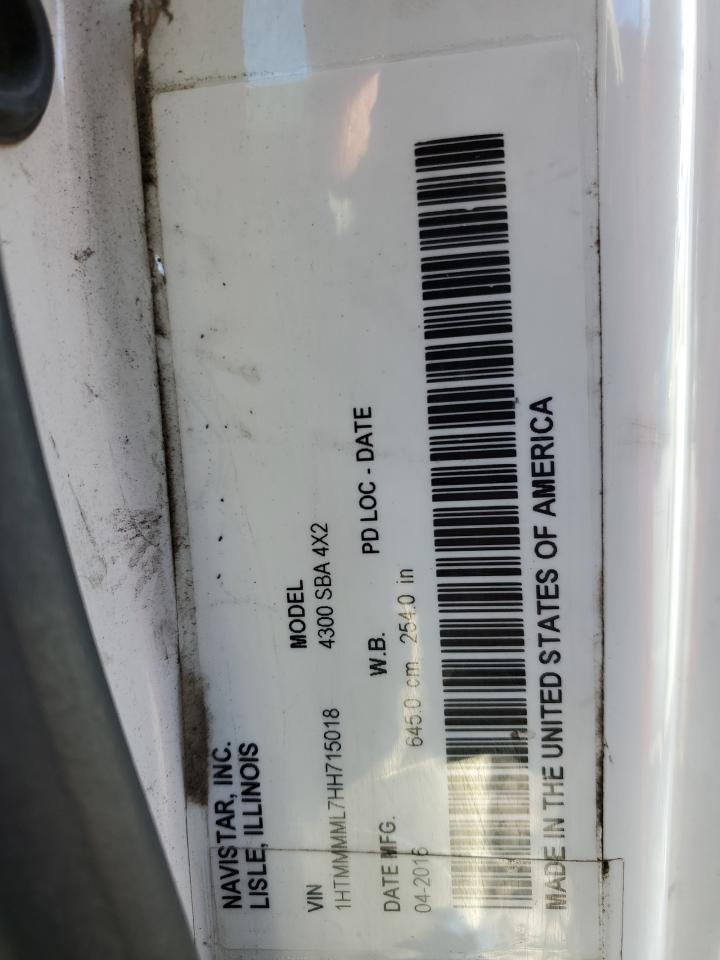 NAVISTAR, INC.
LISLE, ILLINOIS
VIN MODEL
1HTMMMML7HH715018 4300 SBA 4X2
DATE MFG. W.B. PD LOC - DATE
04-2016 645.0 cm 254.0 in
MADE IN THE UNITED STATES OF AMERICA